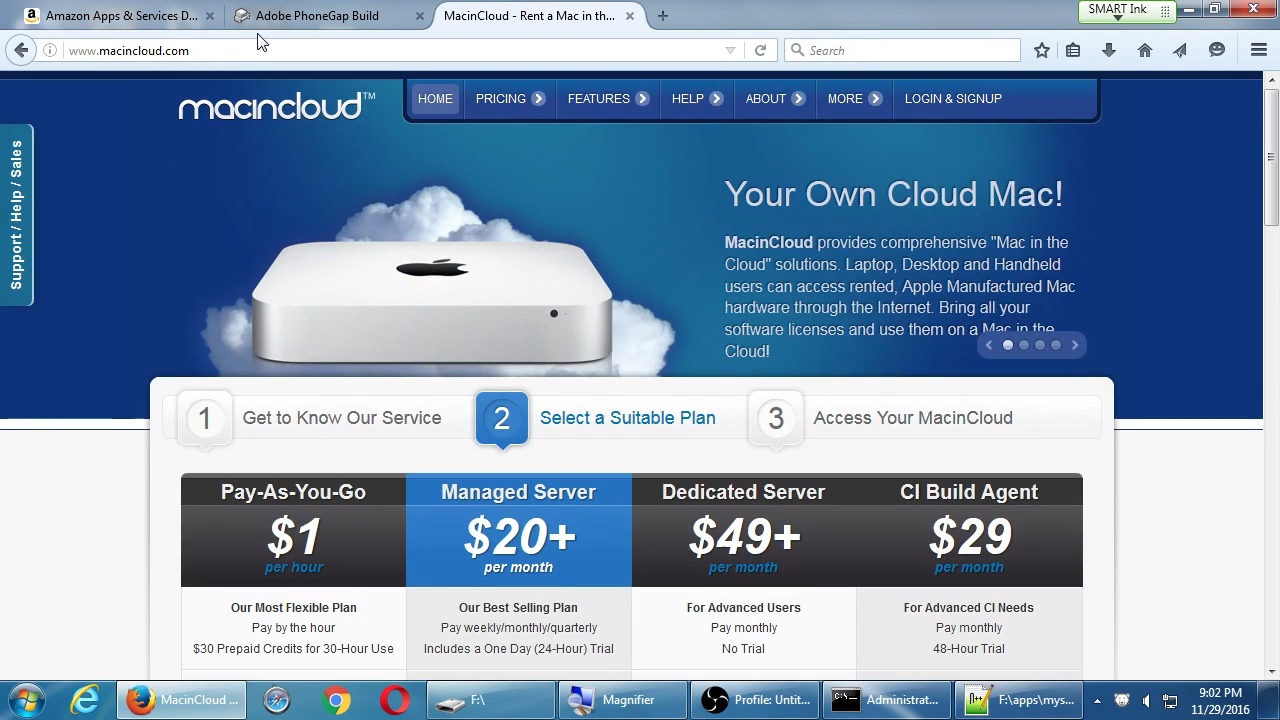 Amazon Apps & Services D...
Adobe PhoneGap Build
MacinCloud - Rent a Mac in th...
SMART Ink
www.macincloud.com
Search
macincloud™
HOME
PRICING
FEATURES
HELP
ABOUT
MORE
LOGIN & SIGNUP
Support / Help / Sales
Your Own Cloud Mac!
MacinCloud provides comprehensive "Mac in the
Cloud" solutions. Laptop, Desktop and Handheld
users can access rented, Apple Manufactured Mac
hardware through the Internet. Bring all your
software licenses and use them on a Mac in the
Cloud!
1 Get to Know Our Service
2 Select a Suitable Plan
3 Access Your MacinCloud
Pay-As-You-Go
$1
per hour
Our Most Flexible Plan
Pay by the hour
$30 Prepaid Credits for 30-Hour Use
Managed Server
$20+
per month
Our Best Selling Plan
Pay weekly/monthly/quarterly
Includes a One Day (24-Hour) Trial
Dedicated Server
$49+
per month
For Advanced Users
Pay monthly
No Trial
CI Build Agent
$29
per month
For Advanced CI Needs
Pay monthly
48-Hour Trial
MacinCloud ...
F:\
Magnifier
Profile: Untit...
Administrat...
F:\apps\mys...
9:02 PM
11/29/2016